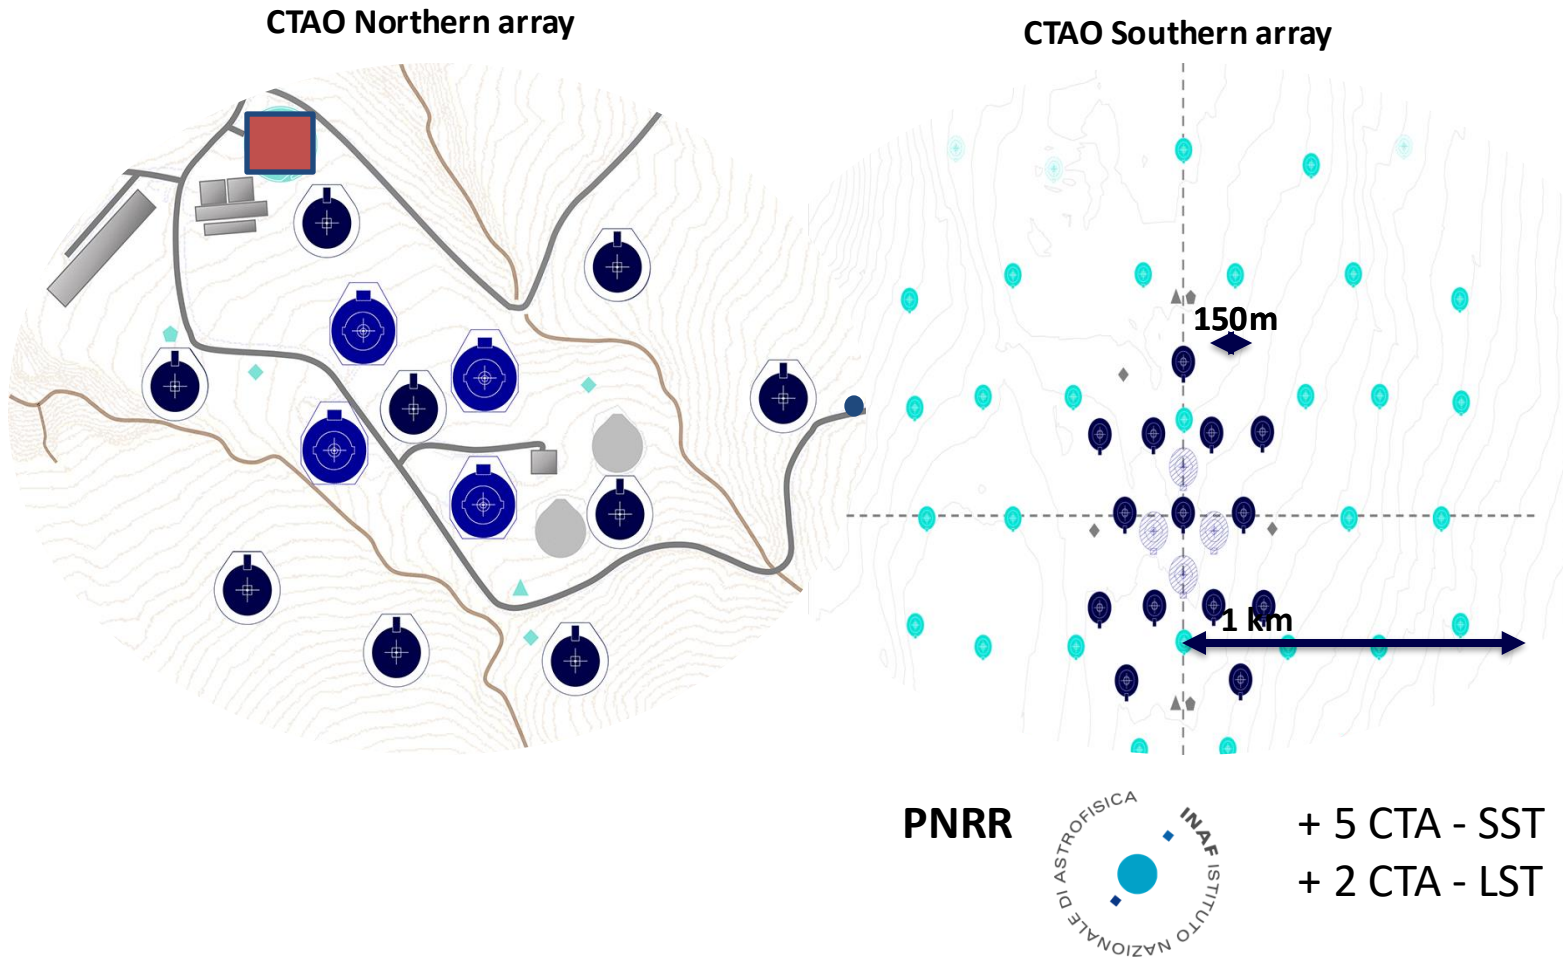 CTAO Northern array
CTAO Southern array
150m
1 km
PNRR
INAF ISTITUTO NAZIONALE DI ASTROFISICA
+ 5 CTA - SST
+ 2 CTA - LST